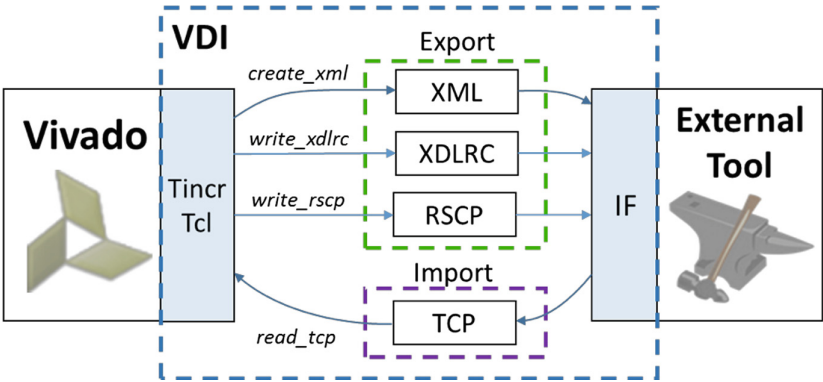 VDI
Export
create_xml
XML
Vivado
External
Tool
write_xdlrc
XDLRC
Tincr
Tcl
write_rscp
RSCP
IF
Import
TCP
read_tcp